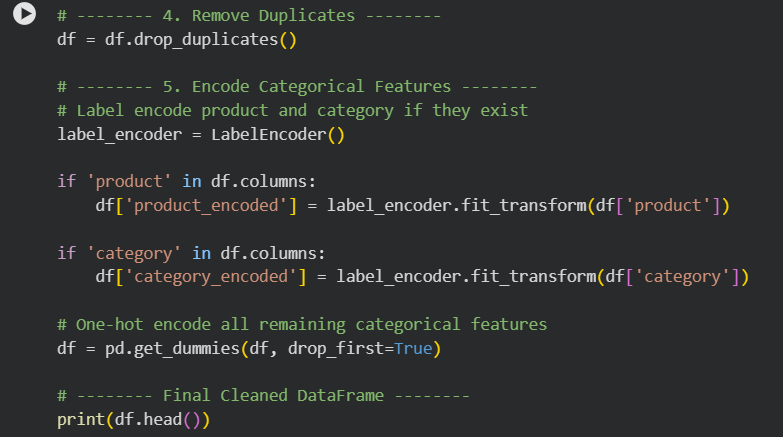 # -------- 4. Remove Duplicates --------
df = df.drop_duplicates()
# -------- 5. Encode Categorical Features --------
# Label encode product and category if they exist
label_encoder = LabelEncoder()
if 'product' in df.columns:
    df['product_encoded'] = label_encoder.fit_transform(df['product'])
if 'category' in df.columns:
    df['category_encoded'] = label_encoder.fit_transform(df['category'])
# One-hot encode all remaining categorical features
df = pd.get_dummies(df, drop_first=True)
# -------- Final Cleaned DataFrame --------
print(df.head())